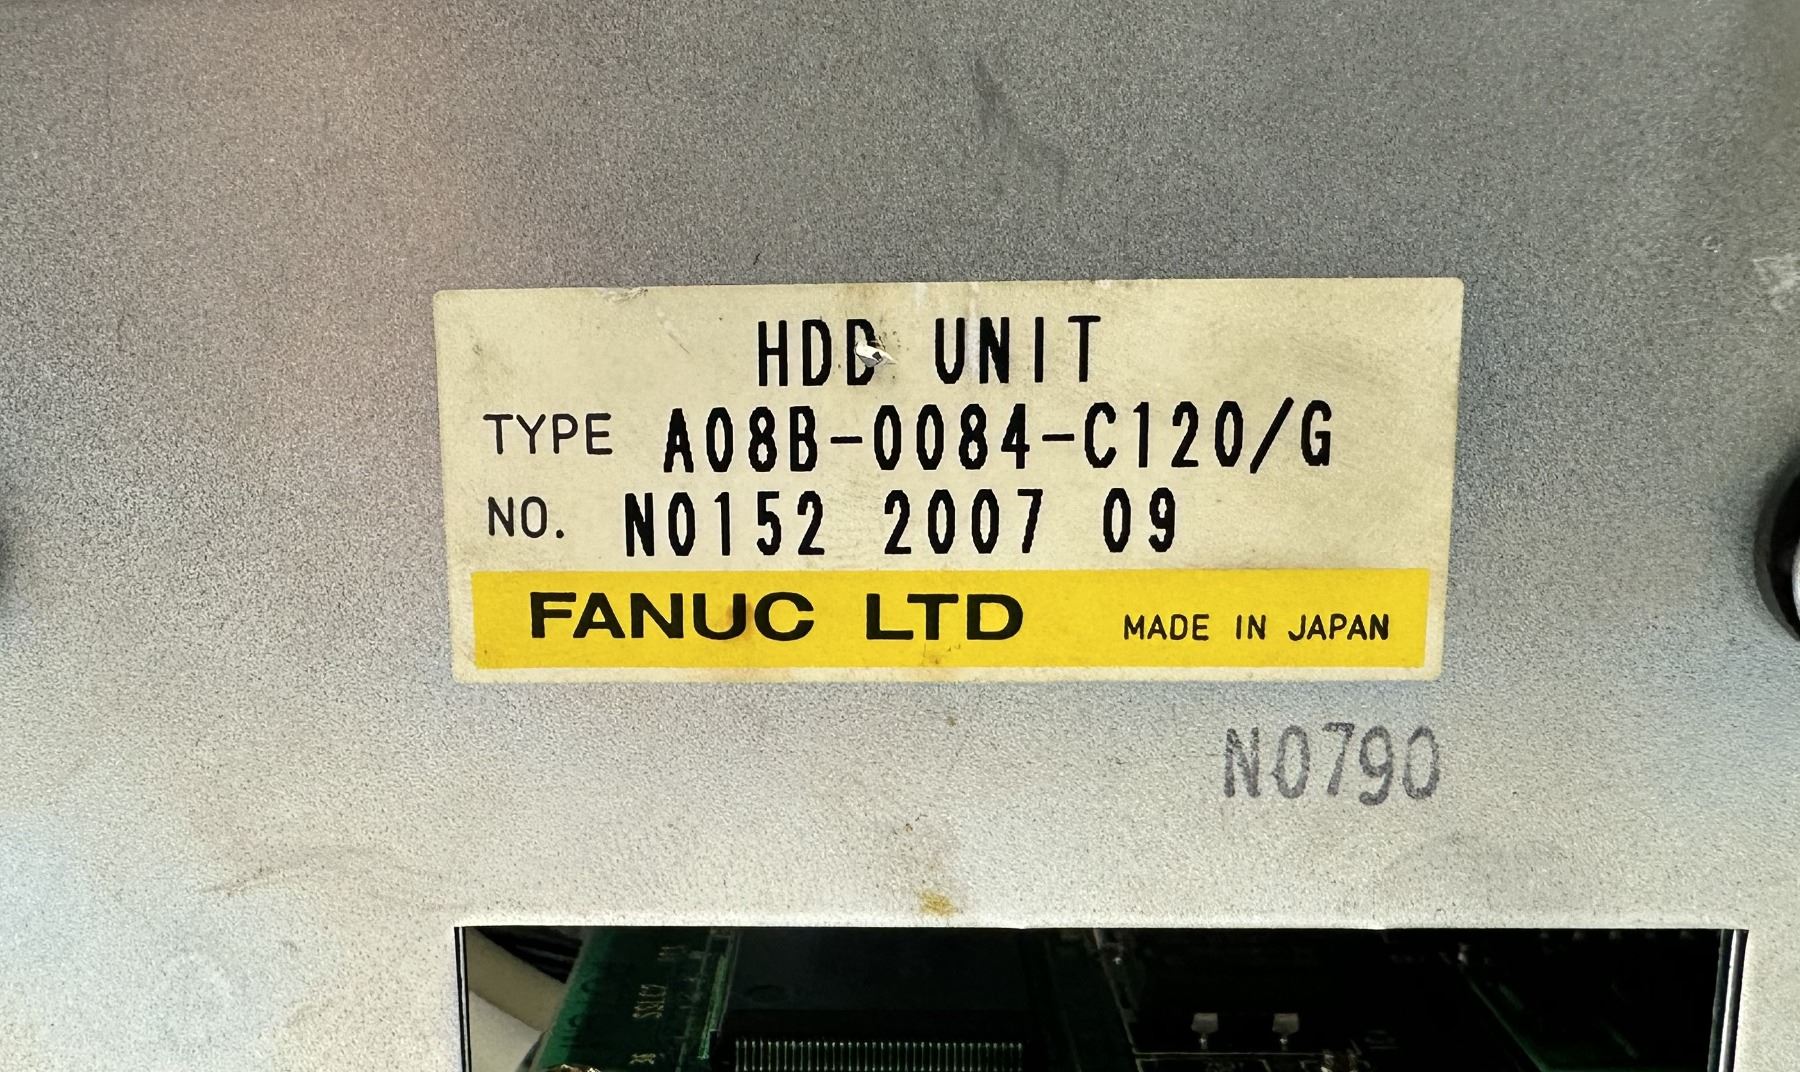 HDD UNIT
TYPE A08B-0084-C120/G
NO. N0152 2007 09
FANUC LTD MADE IN JAPAN
N0790